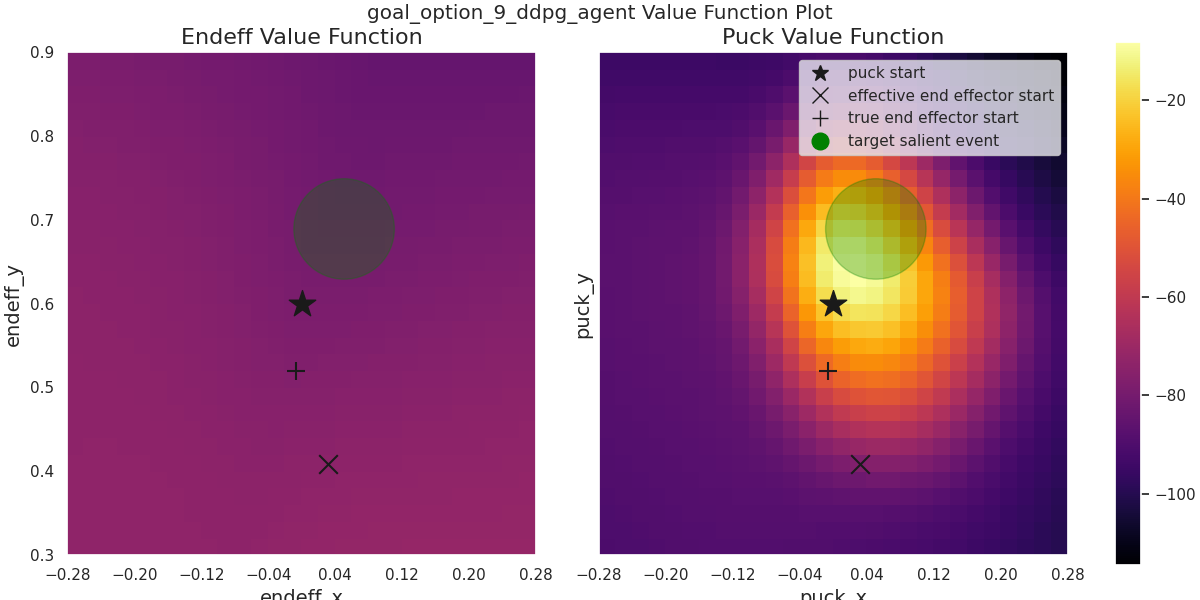 goal_option_9_ddpg_agent Value Function Plot
Endeff Value Function
Puck Value Function
0.9
0.8
0.7
0.6
0.5
0.4
0.3
endeff_y
−0.28 −0.20 −0.12 −0.04 0.04 0.12 0.20 0.28
endeff_x
puck_y
puck start
effective end effector start
true end effector start
target salient event
−0.28 −0.20 −0.12 −0.04 0.04 0.12 0.20 0.28
puck_x
−20
−40
−60
−80
−100